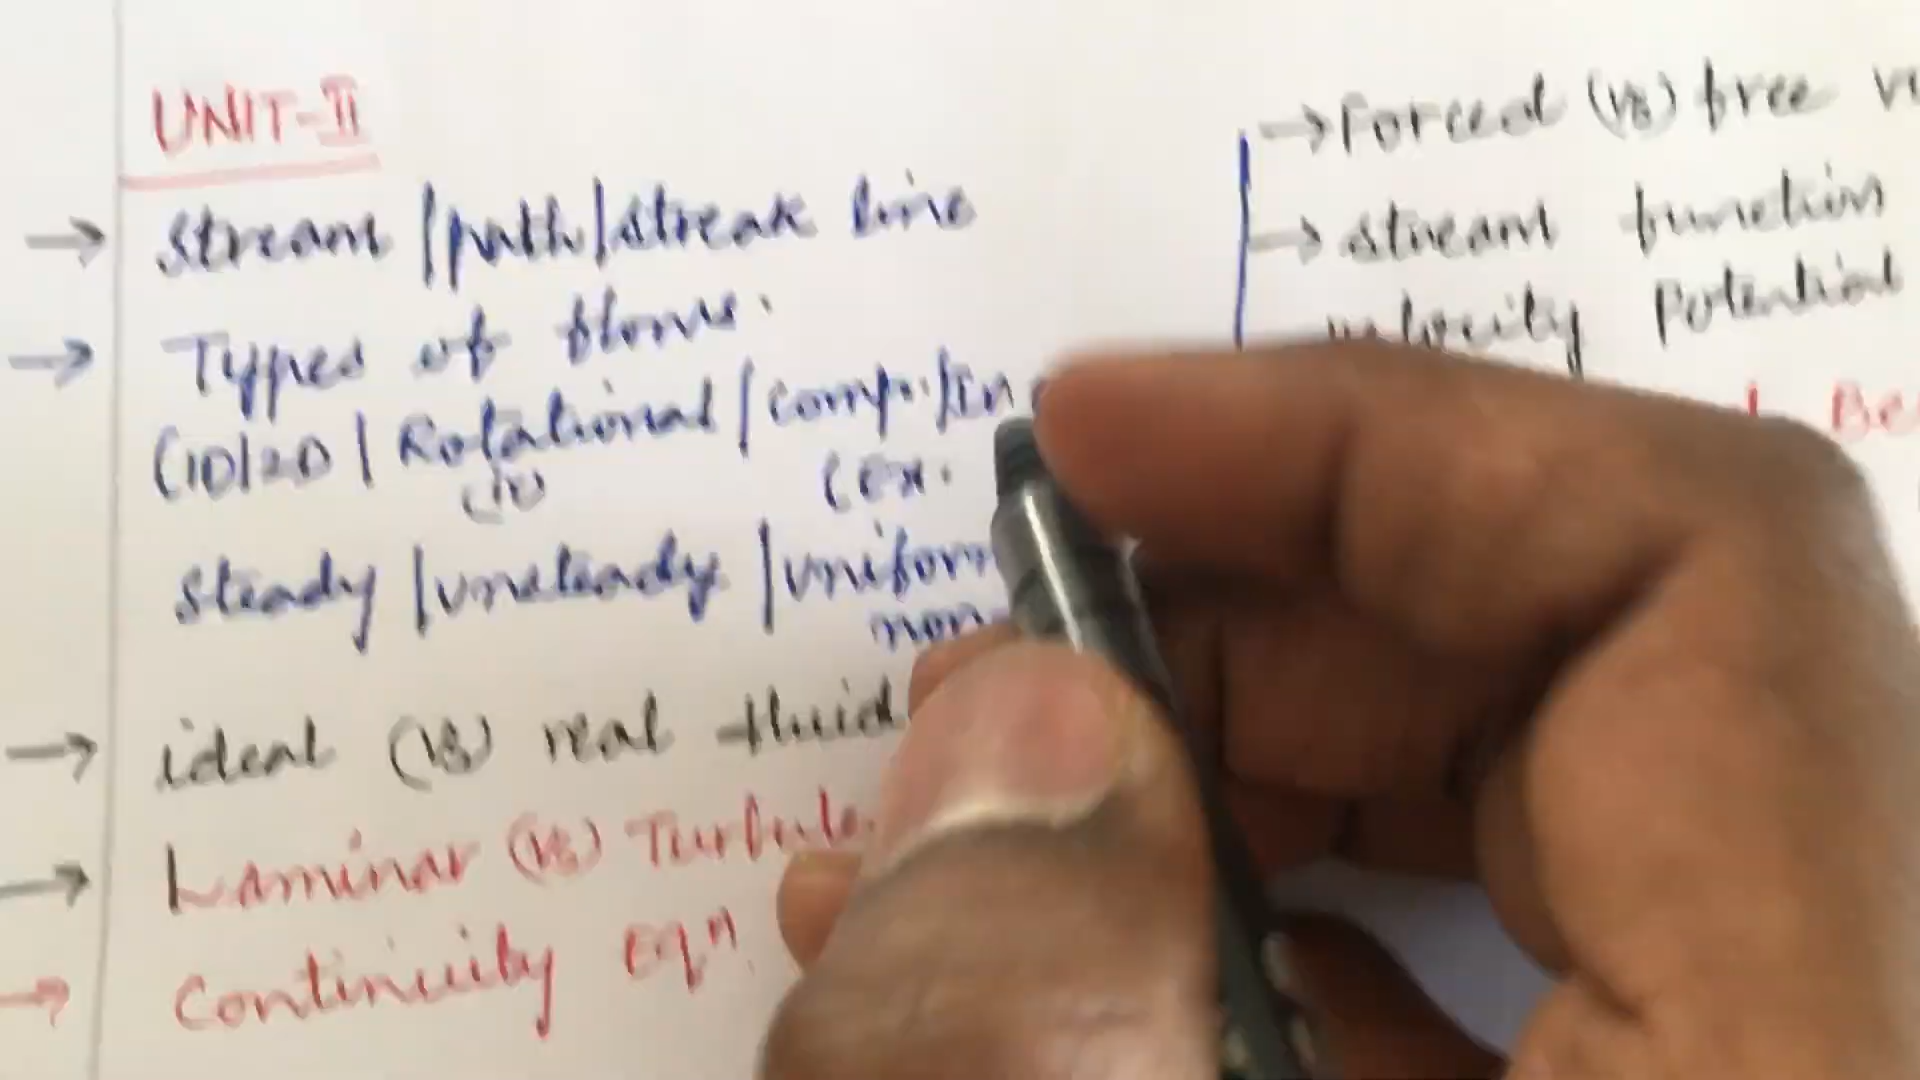 UNIT-II
→ stream/path/streak line
→ Types of flows.
(1D/2D | Rotational / comp./in
(ir)
(ex.
steady/unsteady/uniform
non
→ ideal (Vs) real fluid
→ Laminar (Vs) Turbule
→ Continuity Eqn.
→ Forced (Vs) free
→ stream function
velocity potential
Be